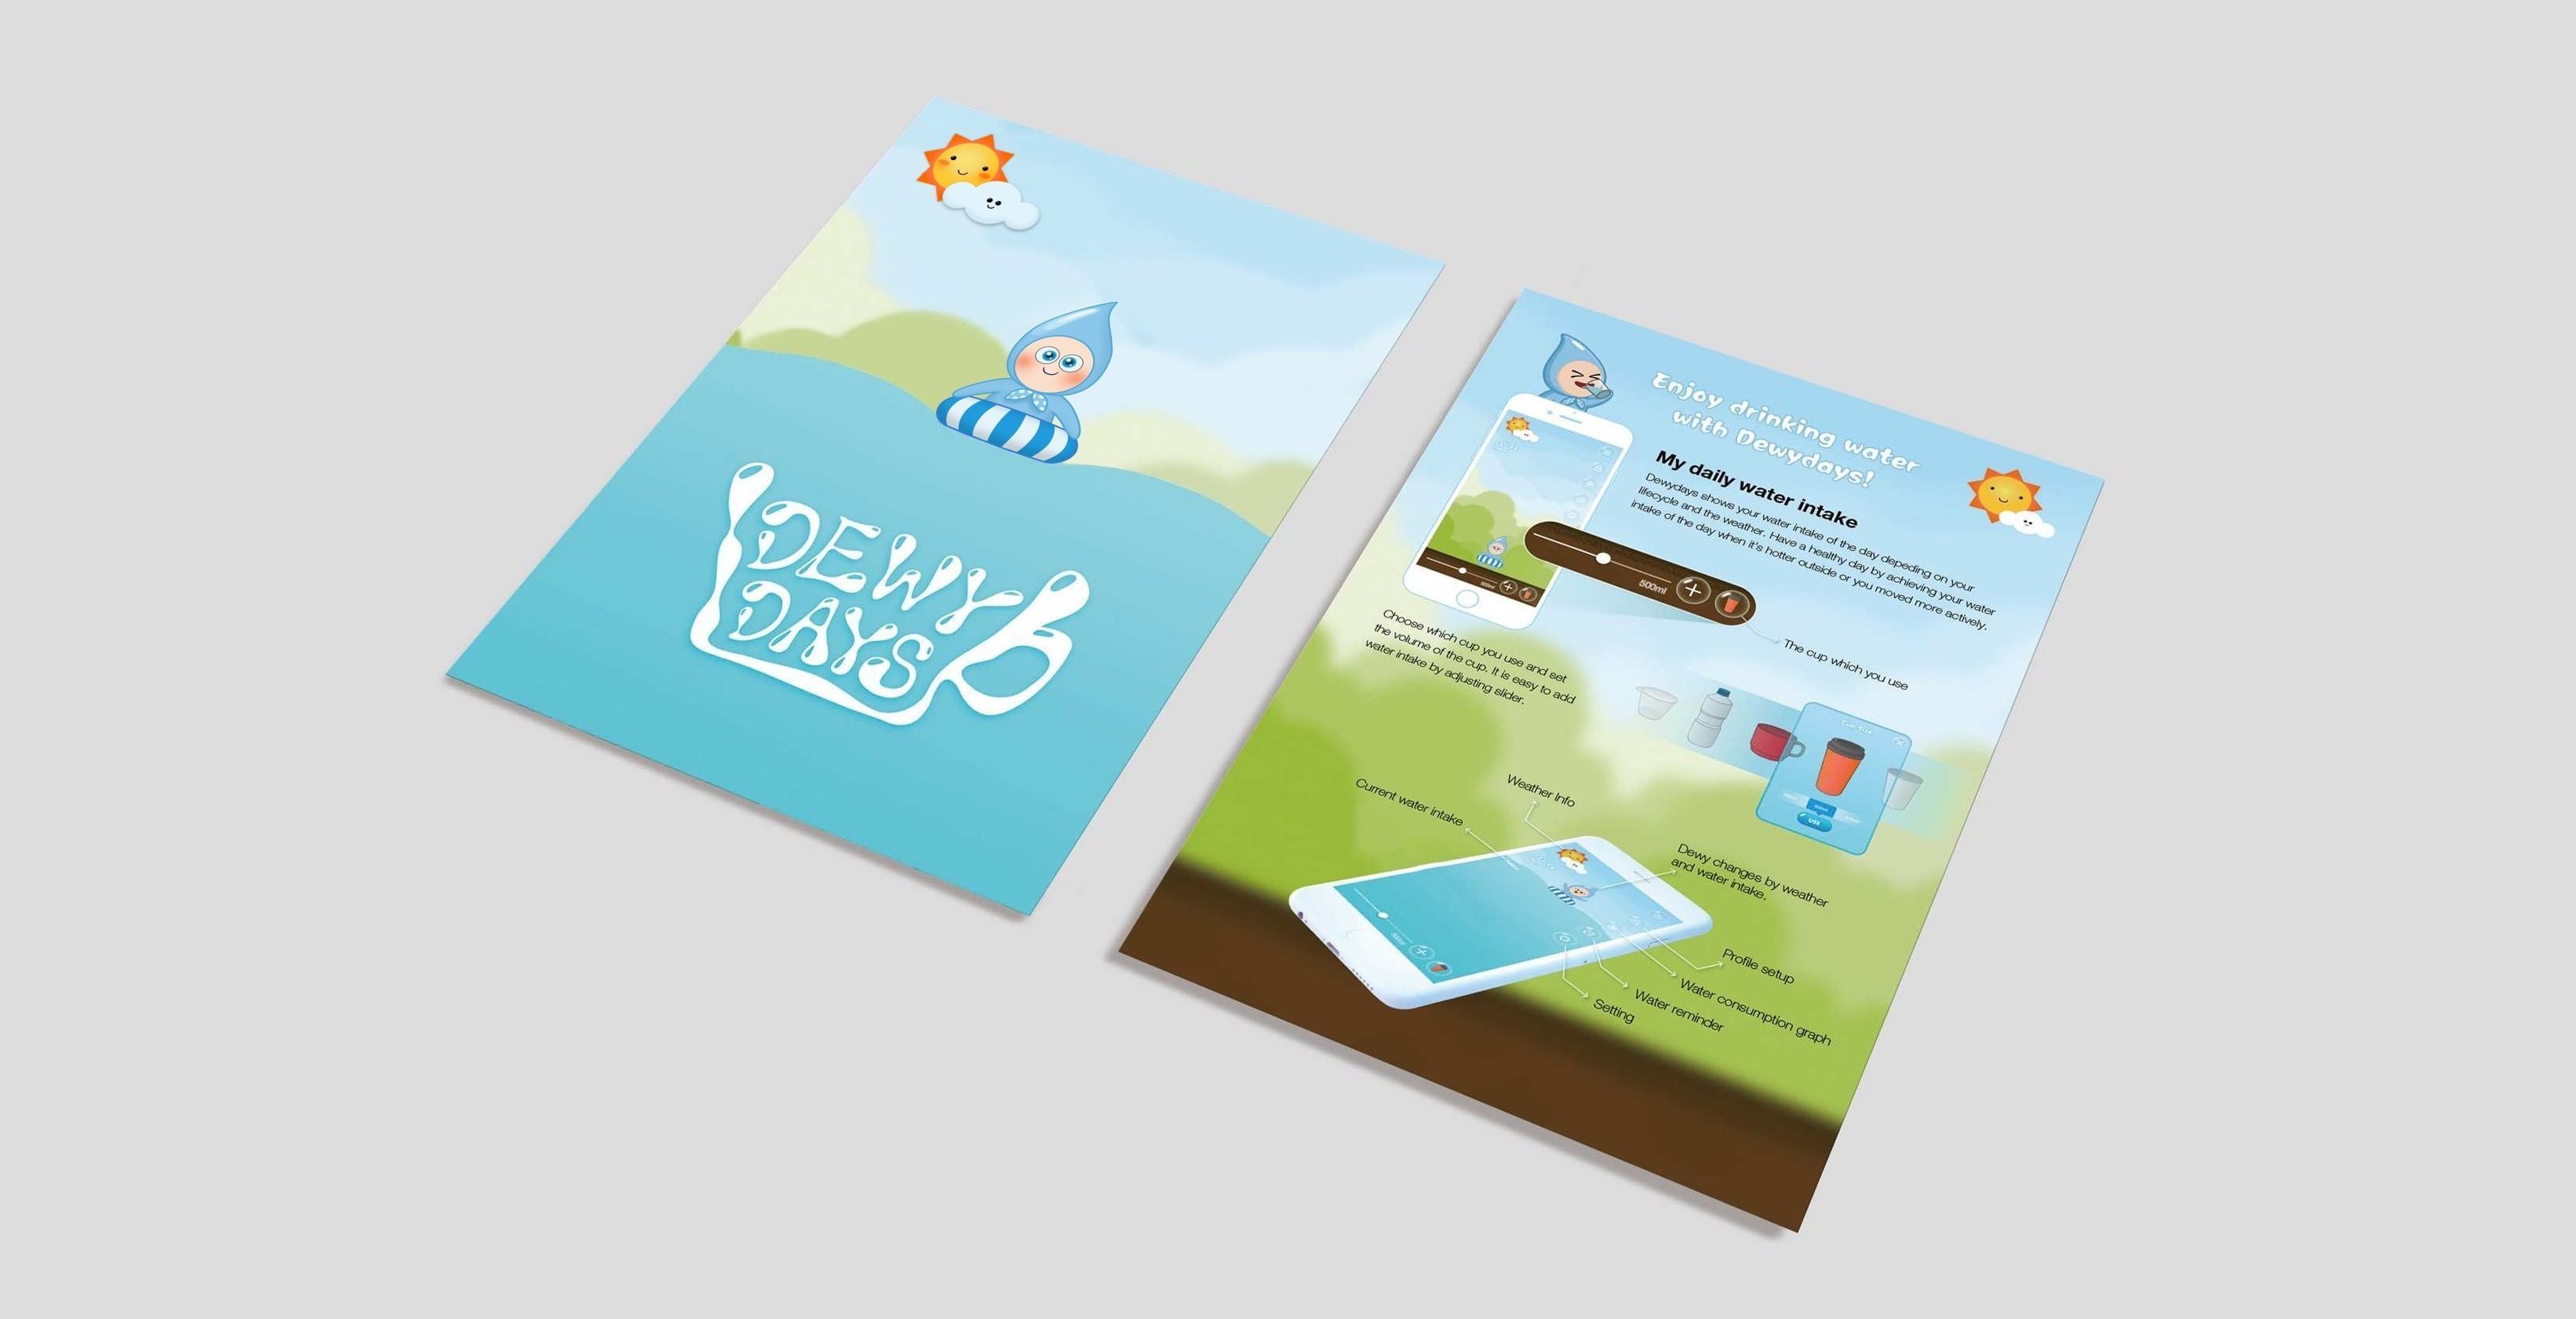 DEWY
DAYS
Enjoy drinking water
with Dewydays!
My daily water intake
Dewydays shows your water intake of the day depeding on your
lifecycle and the weather. Have a healthy day by achieving your water
intake of the day when it's hotter outside or you moved more actively.
500ml
500ml
The cup which you use
Choose which cup you use and set
the volume of the cup. It is easy to add
water intake by adjusting slider.
USE
Weather Info
Current water intake
Dewy changes by weather
and water intake.
Profile setup
Water consumption graph
Water reminder
Setting